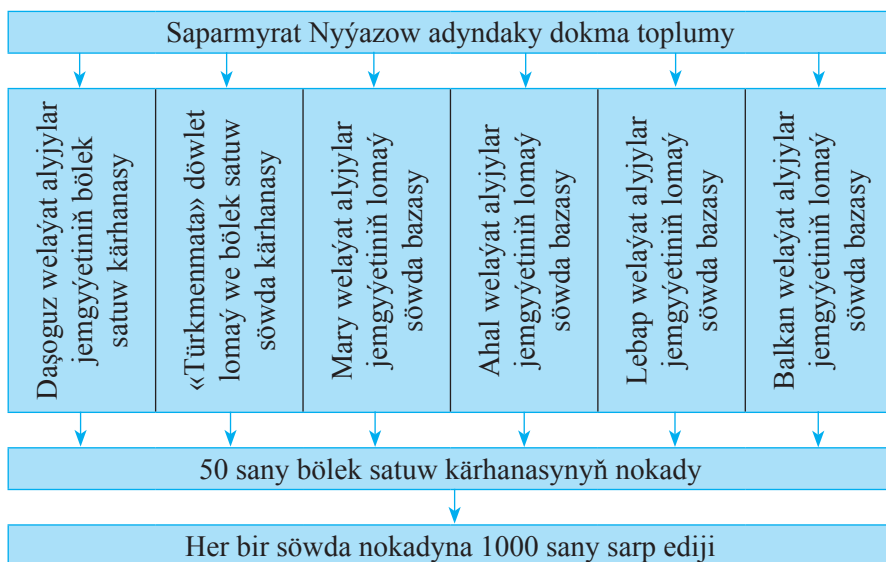 Saparmyrat Nyýazow adyndaky dokma toplumy
Daşoguz welaýat alyjylar
jemgyýetiniň bölek
satuw kärhanasy
«Türkmenmata» döwlet
lomaý we bölek satuw
söwda kärhanasy
Mary welaýat alyjylar
jemgyýetiniň lomaý
söwda bazasy
Ahal welaýat alyjylar
jemgyýetiniň lomaý
söwda bazasy
Lebap welaýat alyjylar
jemgyýetiniň lomaý
söwda bazasy
Balkan welaýat alyjylar
jemgyýetiniň lomaý
söwda bazasy
50 sany bölek satuw kärhanasynyň nokady
Her bir söwda nokadyna 1000 sany sarp ediji